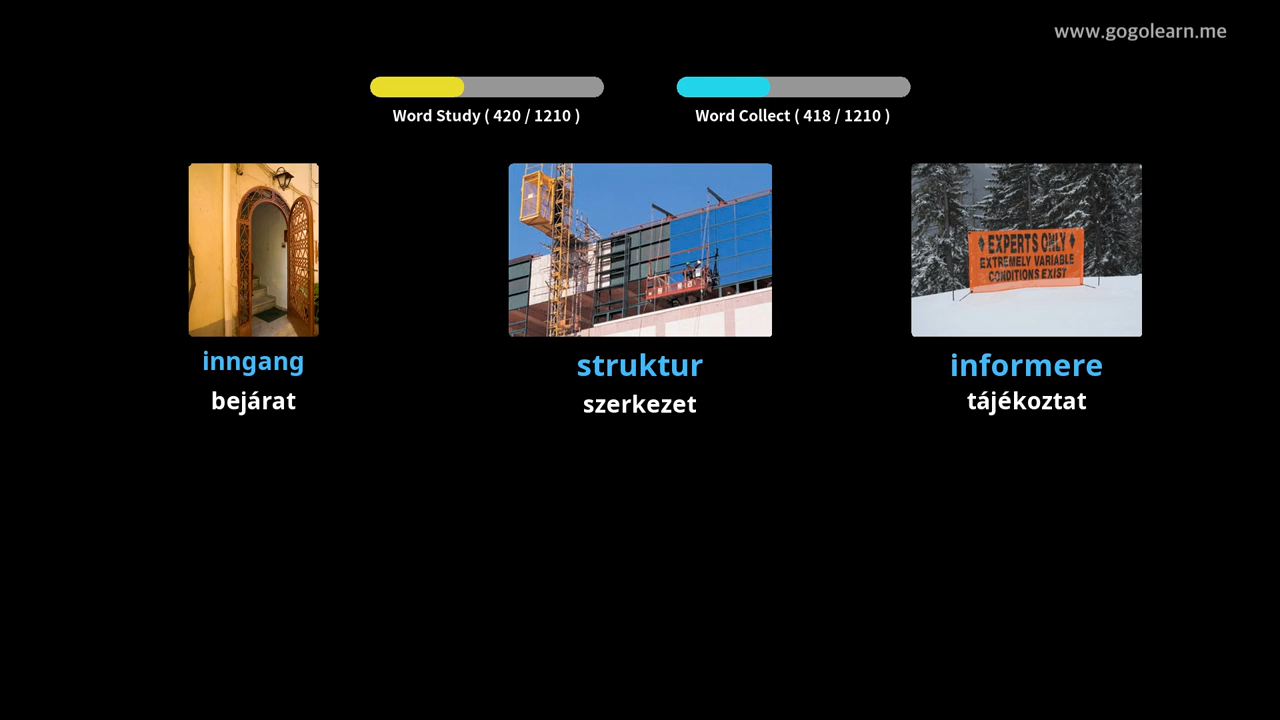 www.gogolearn.me
Word Study ( 420 / 1210 )
Word Collect ( 418 / 1210 )
EXPERTS ONLY
EXTREMELY VARIABLE
CONDITIONS EXIST
inngang
bejárat
struktur
szerkezet
informere
tájékoztat